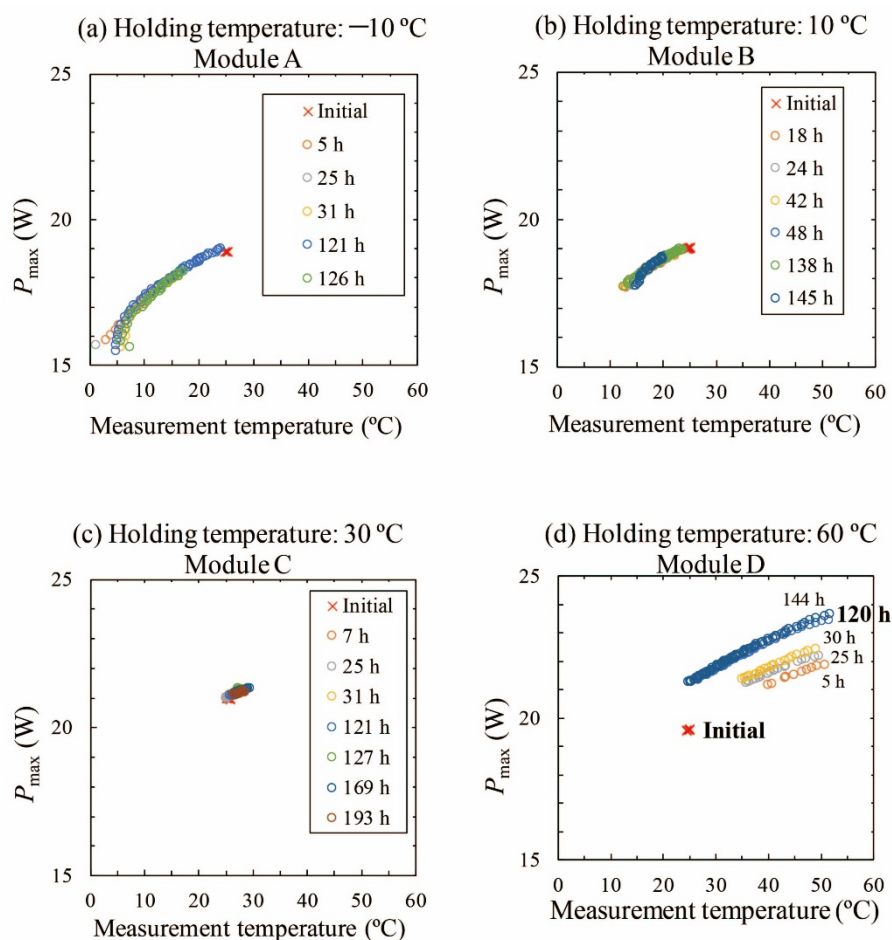 (a) Holding temperature: −10 ºC
Module A
25
20
15
0 10 20 30 40 50 60
Pmax (W)
Measurement temperature (ºC)
Initial
5 h
25 h
31 h
121 h
126 h
(b) Holding temperature: 10 ºC
Module B
25
20
15
0 10 20 30 40 50 60
Pmax (W)
Measurement temperature (ºC)
Initial
18 h
24 h
42 h
48 h
138 h
145 h
(c) Holding temperature: 30 ºC
Module C
25
20
15
0 10 20 30 40 50 60
Pmax (W)
Measurement temperature (ºC)
Initial
7 h
25 h
31 h
121 h
127 h
169 h
193 h
(d) Holding temperature: 60 ºC
Module D
25
20
15
0 10 20 30 40 50 60
Pmax (W)
Measurement temperature (ºC)
144 h 120 h
30 h
25 h
5 h
Initial